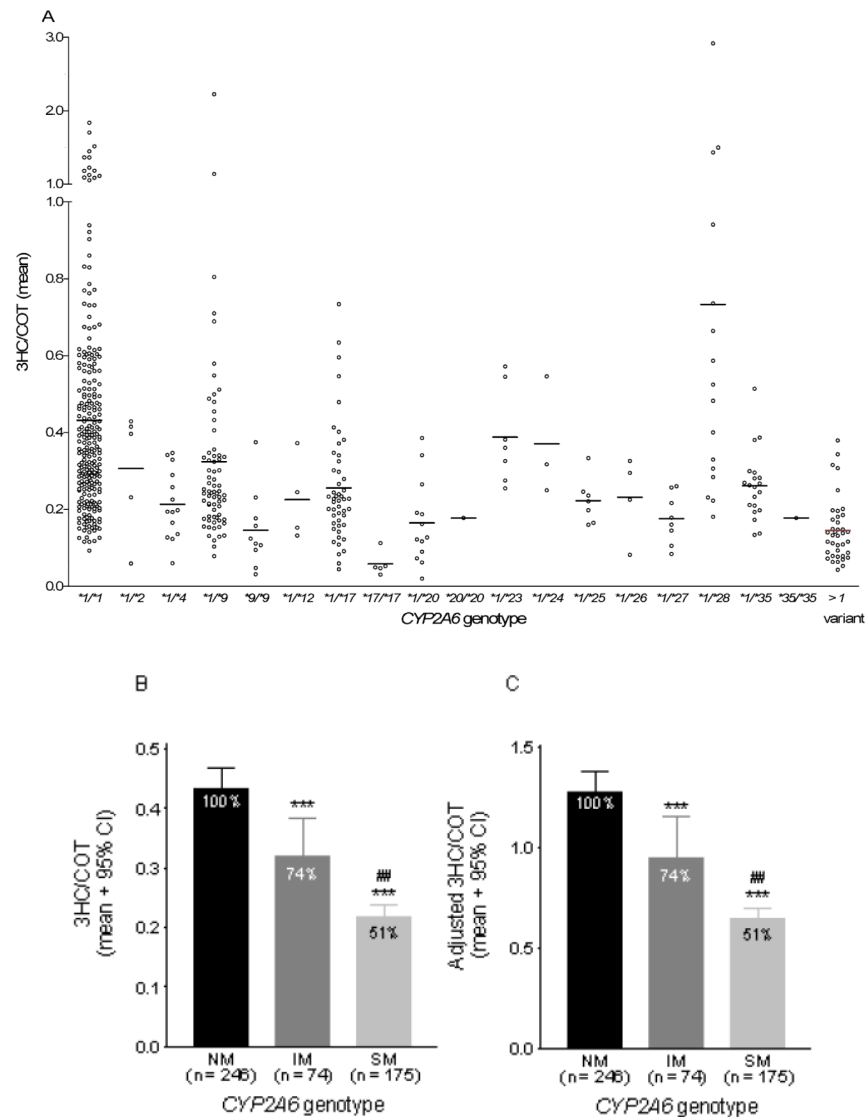 A
3HC/COT (mean)
3.0
2.0
1.0
1.0
0.8
0.6
0.4
0.2
0.0
*1/*1 *1/*2 *1/*4 *1/*9 *9/*9 *1/*12 *1/*17 *17/*17 *1/*20 *20/*20 *1/*23 *1/*24 *1/*25 *1/*26 *1/*27 *1/*28 *1/*35 *35/*35 >1
variant
CYP2A6 genotype
B
3HC/COT
(mean + 95% CI)
0.5
0.4
0.3
0.2
0.1
0.0
100%
***
74%
##
***
51%
NM IM SM
(n = 246) (n = 74) (n = 175)
CYP2A6 genotype
C
Adjusted 3HC/COT
(mean + 95% CI)
1.5
1.0
0.5
0.0
100%
***
74%
##
***
51%
NM IM SM
(n = 246) (n = 74) (n = 175)
CYP2A6 genotype